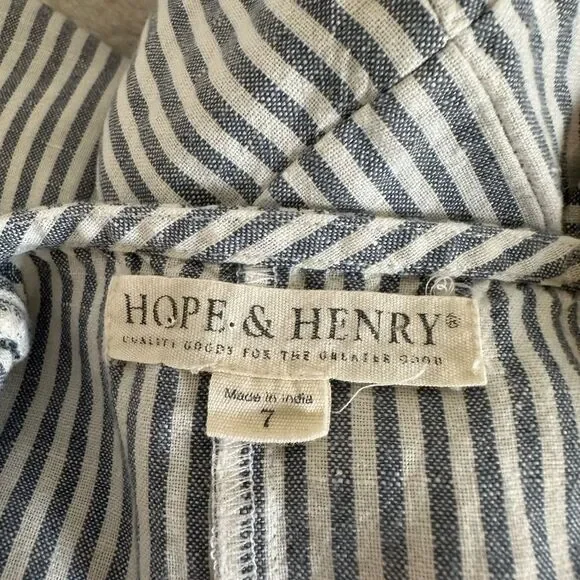 HOPE & HENRY®
QUALITY GOODS FOR THE GREATER GOOD
Made in India
7